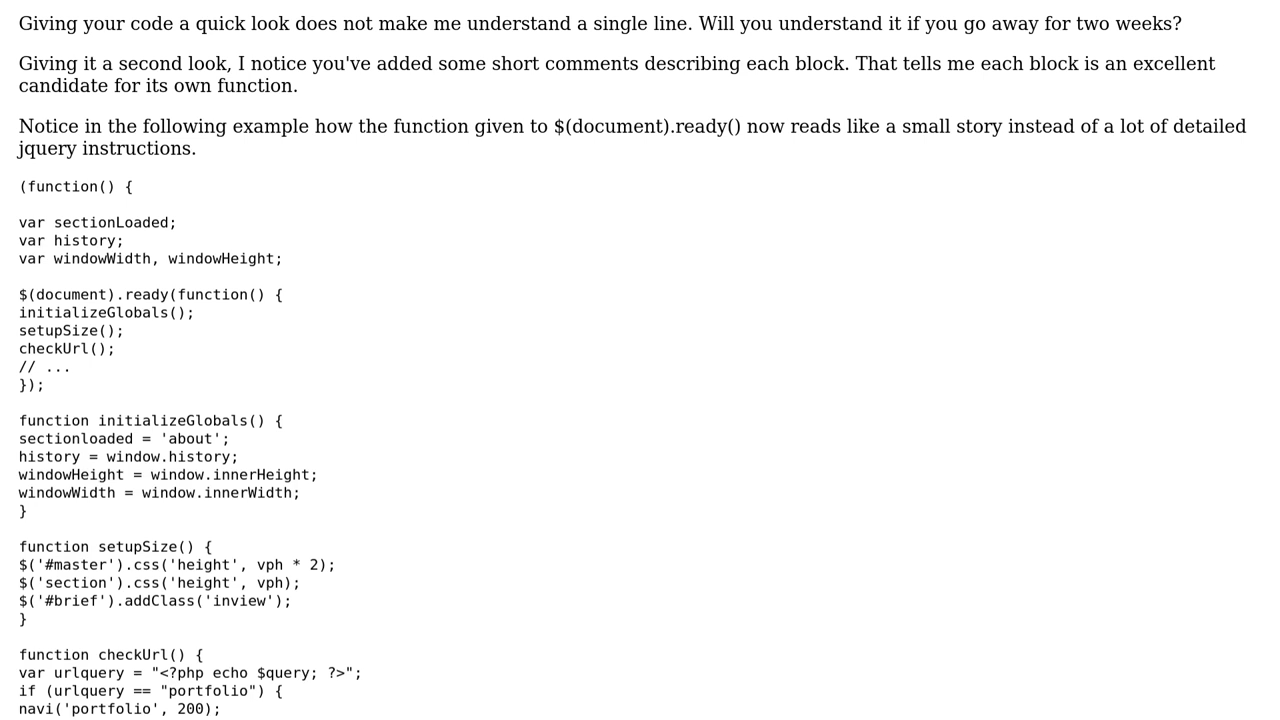 Giving your code a quick look does not make me understand a single line. Will you understand it if you go away for two weeks?
Giving it a second look, I notice you've added some short comments describing each block. That tells me each block is an excellent
candidate for its own function.
Notice in the following example how the function given to $(document).ready() now reads like a small story instead of a lot of detailed
jquery instructions.
(function() {
var sectionLoaded;
var history;
var windowWidth, windowHeight;
$(document).ready(function() {
initializeGlobals();
setupSize();
checkUrl();
// ...
});
function initializeGlobals() {
sectionloaded = 'about';
history = window.history;
windowHeight = window.innerHeight;
windowWidth = window.innerWidth;
}
function setupSize() {
$('#master').css('height', vph * 2);
$('section').css('height', vph);
$('#brief').addClass('inview');
}
function checkUrl() {
var urlquery = "<?php echo $query; ?>";
if (urlquery == "portfolio") {
navi('portfolio', 200);